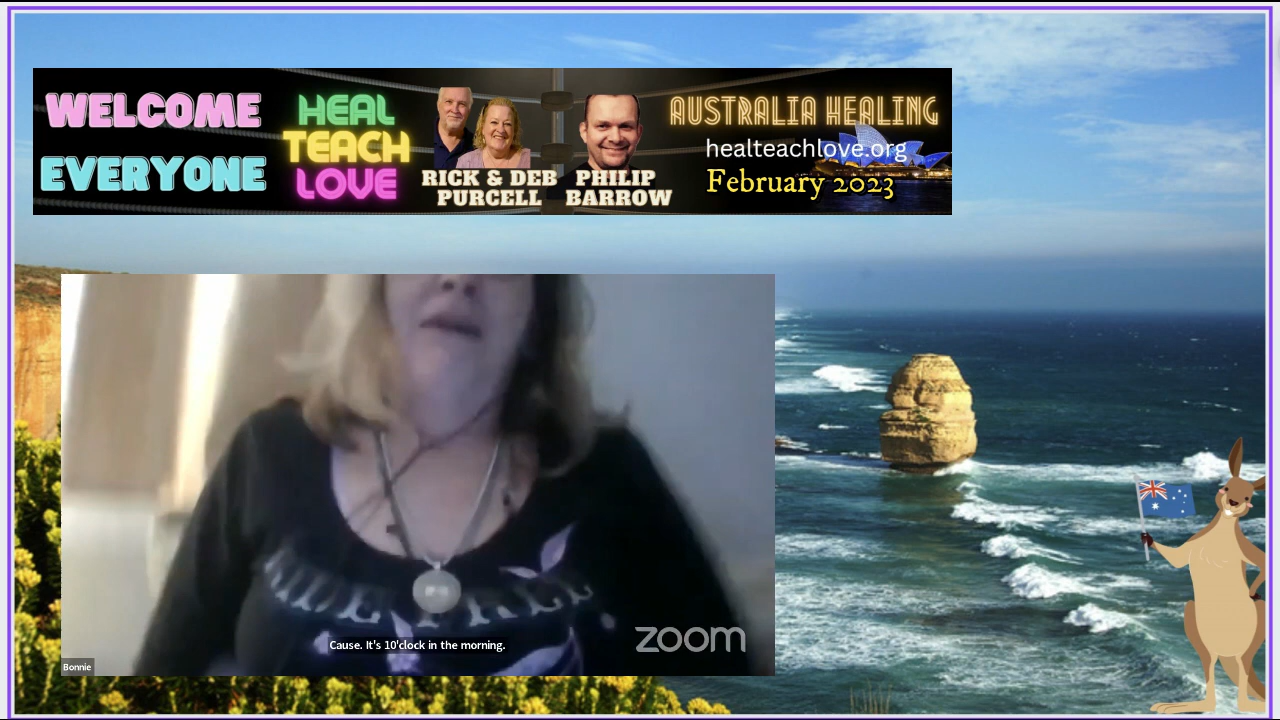 WELCOME
EVERYONE
HEAL
TEACH
LOVE
RICK & DEB
PURCELL
PHILIP
BARROW
AUSTRALIA HEALING
healteachlove.org
February 2023
Cause. It's 10'clock in the morning.
zoom
Bonnie